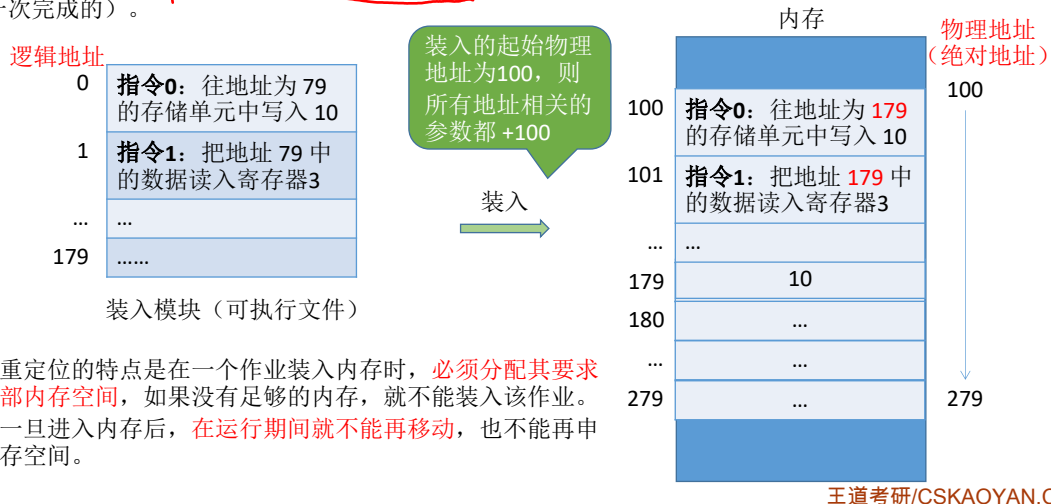 次完成的）。
逻辑地址
0
指令0：往地址为 79
的存储单元中写入 10
1
指令1：把地址 79 中
的数据读入寄存器3
...
...
179
......
装入模块（可执行文件）
装入的起始物理
地址为100，则
所有地址相关的
参数都 +100
装入
内存
物理地址
（绝对地址）
100
指令0：往地址为 179
的存储单元中写入 10
101
指令1：把地址 179 中
的数据读入寄存器3
...
...
179
10
180
...
...
...
279
...
100
279
重定位的特点是在一个作业装入内存时，必须分配其要求
部内存空间，如果没有足够的内存，就不能装入该作业。
一旦进入内存后，在运行期间就不能再移动，也不能再申
存空间。
王道考研/CSKAOYAN.C